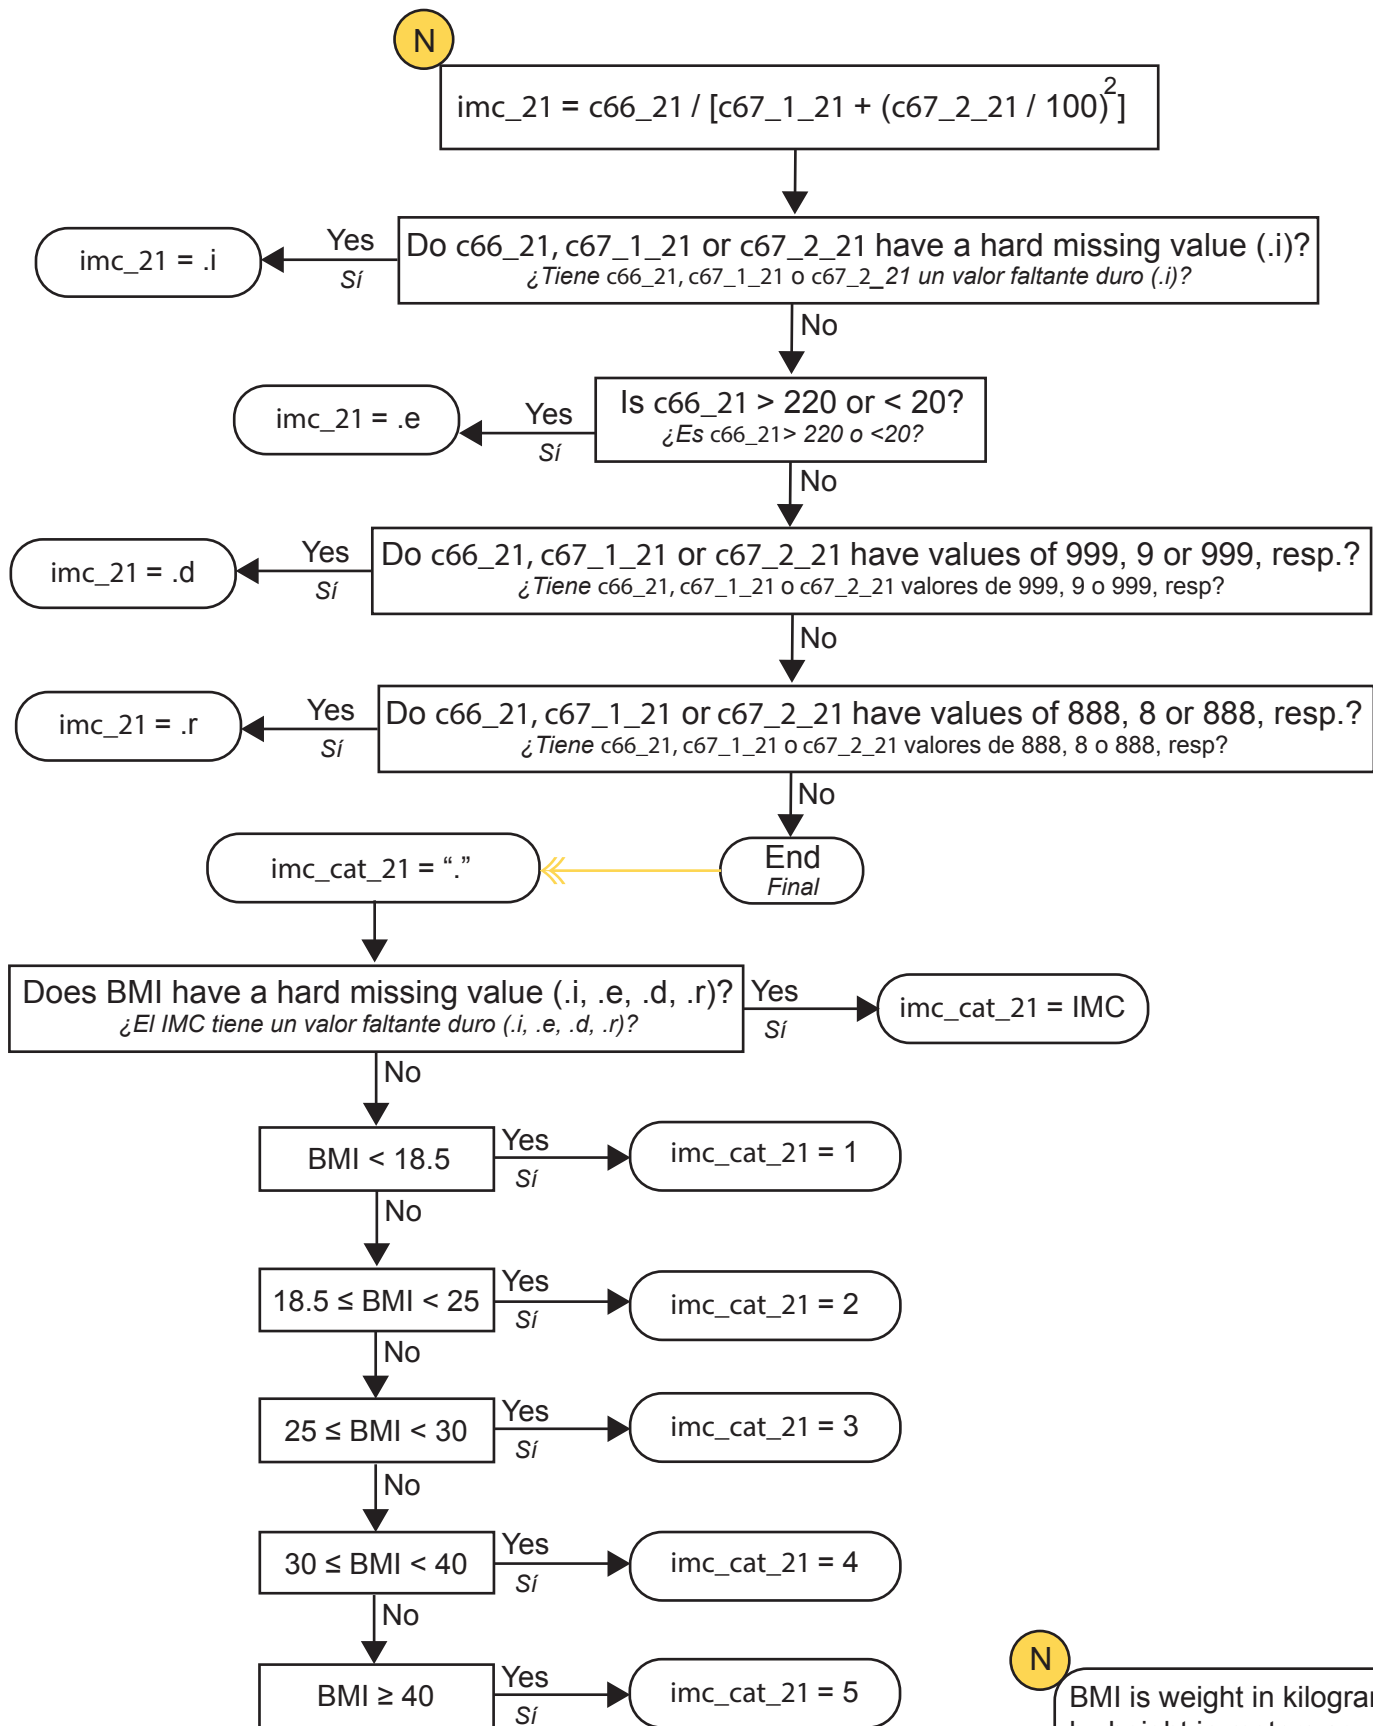 N
imc_21 = c66_21 / [c67_1_21 + (c67_2_21 / 100)²]
Do c66_21, c67_1_21 or c67_2_21 have a hard missing value (.i)?
¿Tiene c66_21, c67_1_21 o c67_2_21 un valor faltante duro (.i)?
Yes
Sí
imc_21 = .i
No
Is c66_21 > 220 or < 20?
¿Es c66_21> 220 o <20?
Yes
Sí
imc_21 = .e
No
Do c66_21, c67_1_21 or c67_2_21 have values of 999, 9 or 999, resp.?
¿Tiene c66_21, c67_1_21 o c67_2_21 valores de 999, 9 o 999, resp?
Yes
Sí
imc_21 = .d
No
Do c66_21, c67_1_21 or c67_2_21 have values of 888, 8 or 888, resp.?
¿Tiene c66_21, c67_1_21 o c67_2_21 valores de 888, 8 o 888, resp?
Yes
Sí
imc_21 = .r
No
End
Final
imc_cat_21 = “.”
Does BMI have a hard missing value (.i, .e, .d, .r)?
¿El IMC tiene un valor faltante duro (.i, .e, .d, .r)?
Yes
Sí
imc_cat_21 = IMC
No
BMI < 18.5
Yes
Sí
imc_cat_21 = 1
No
18.5 ≤ BMI < 25
Yes
Sí
imc_cat_21 = 2
No
25 ≤ BMI < 30
Yes
Sí
imc_cat_21 = 3
No
30 ≤ BMI < 40
Yes
Sí
imc_cat_21 = 4
No
BMI ≥ 40
Yes
Sí
imc_cat_21 = 5
N
BMI is weight in